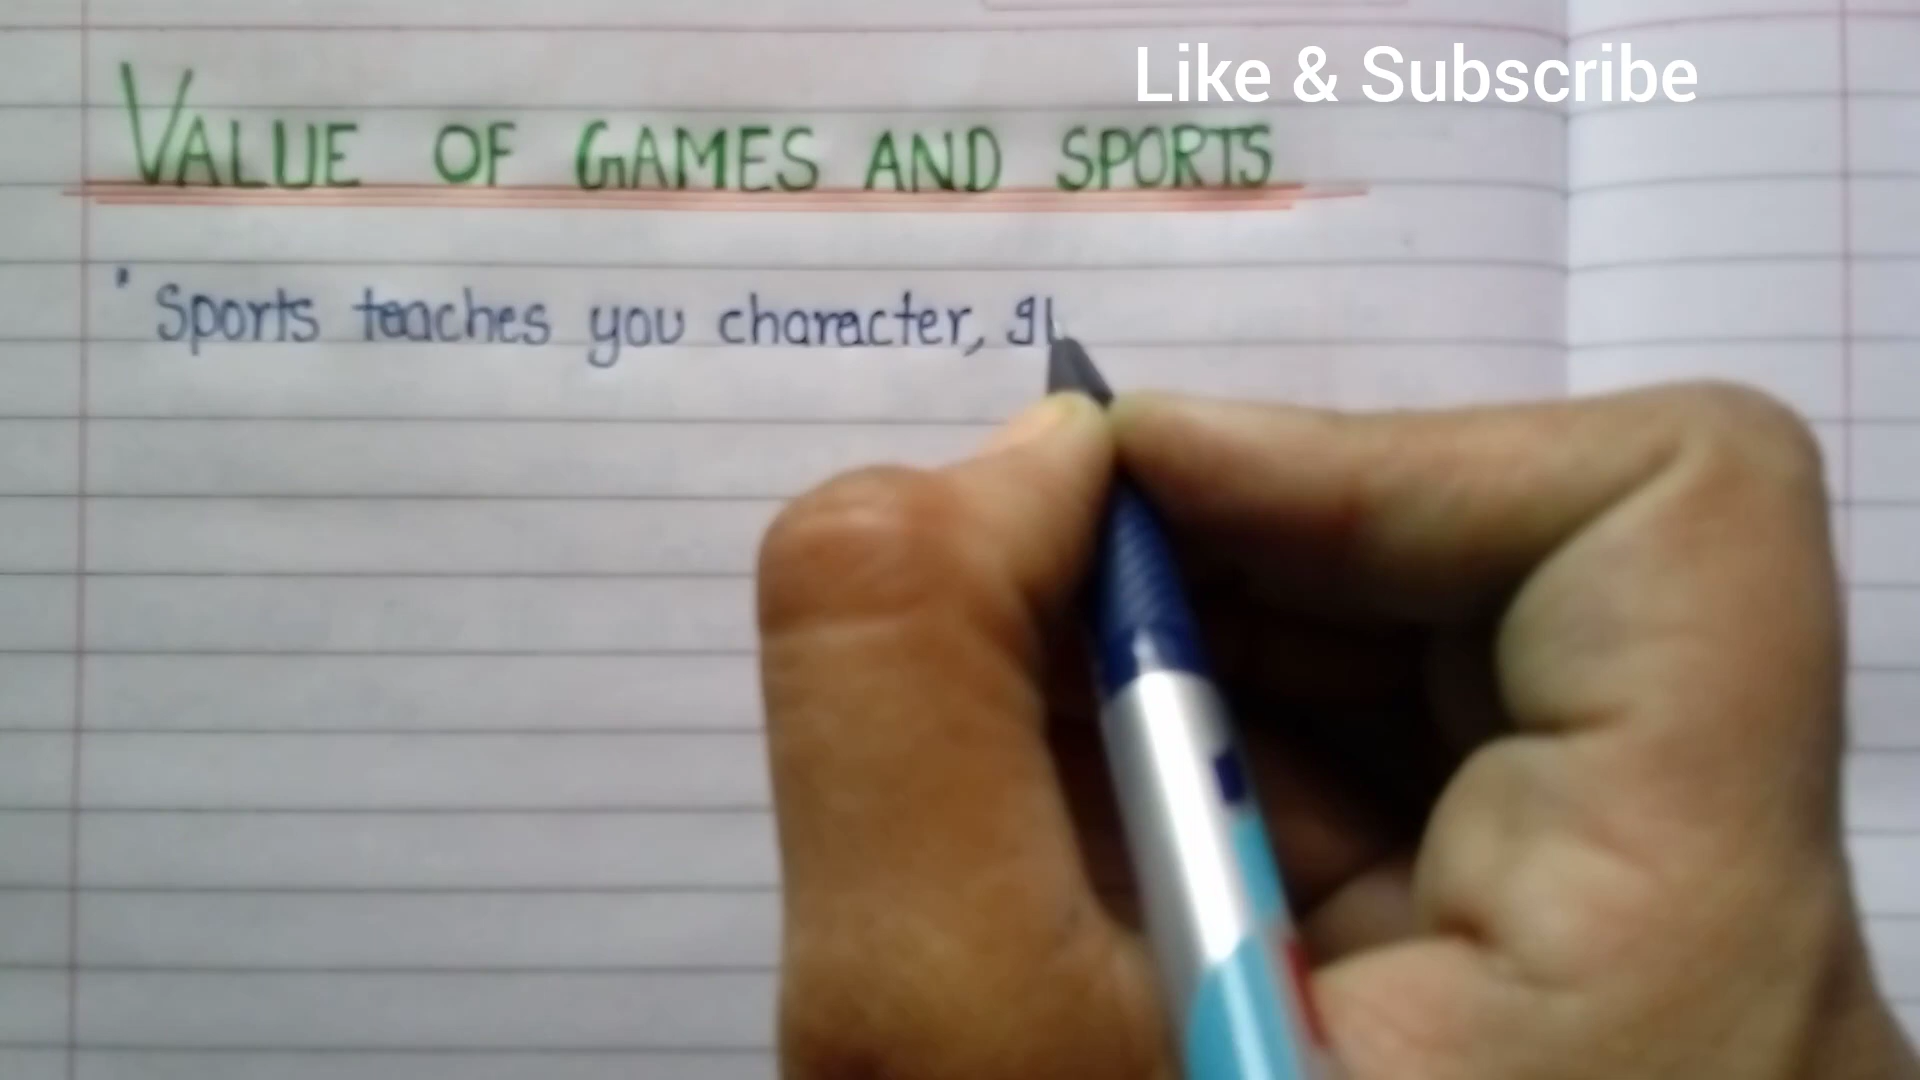 Like & Subscribe
VALUE OF GAMES AND SPORTS
' Sports teaches you character,